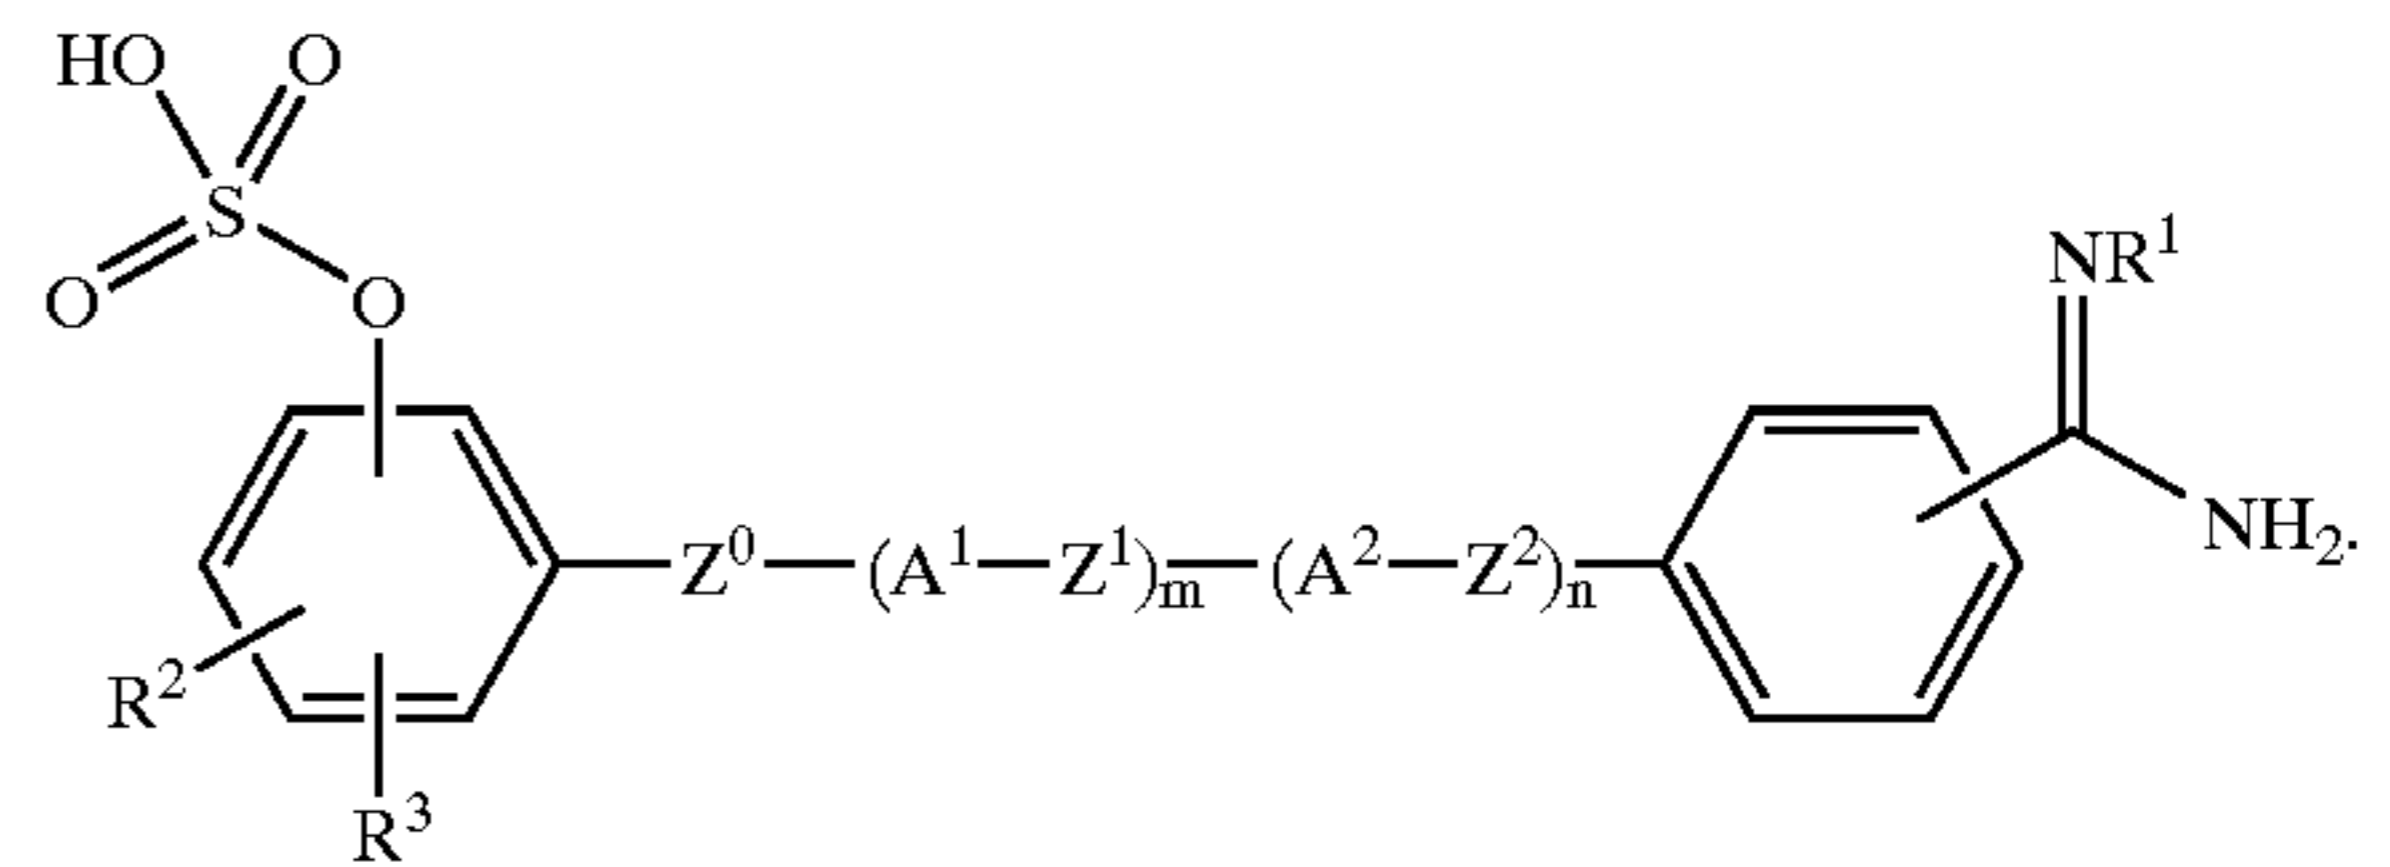 HO O
S
O O
NR¹
Z⁰—(A¹—Z¹)ₘ—(A²—Z²)ₙ
NH₂.
R²
R³